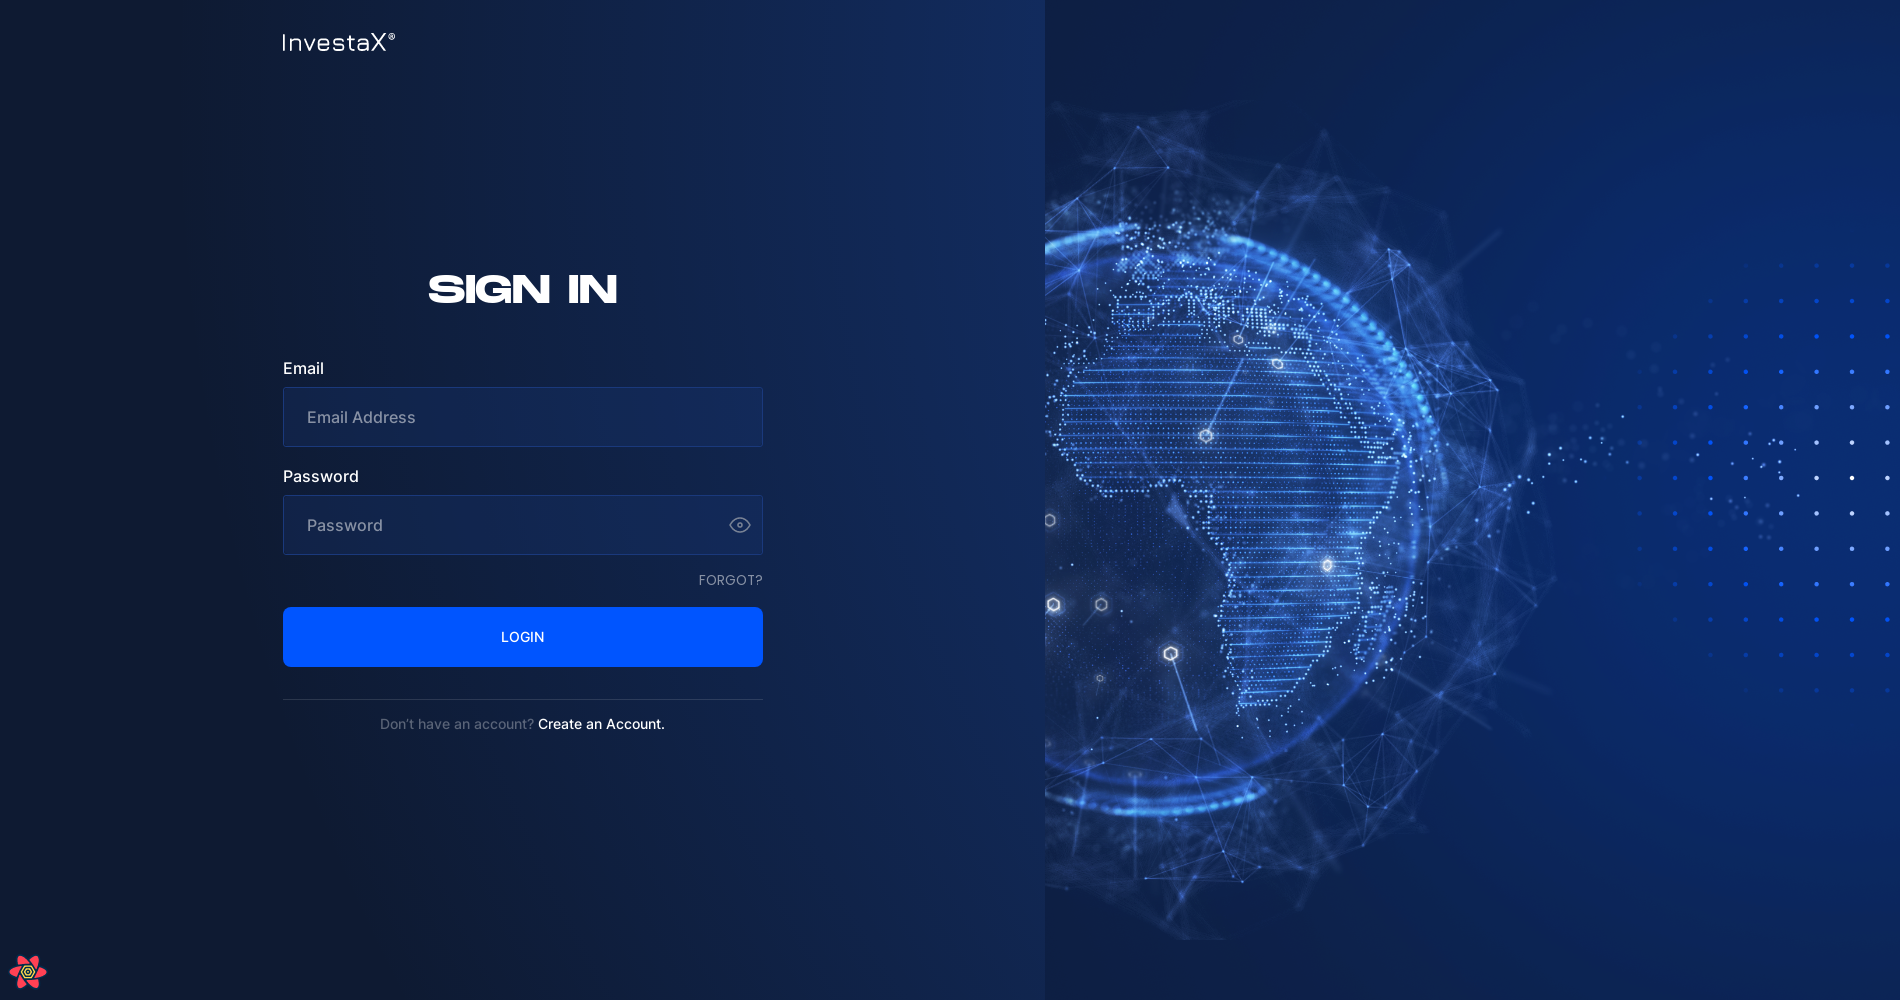 InvestaX®
SIGN IN
Email
Email Address
Password
Password
FORGOT?
LOGIN
Don't have an account? Create an Account.